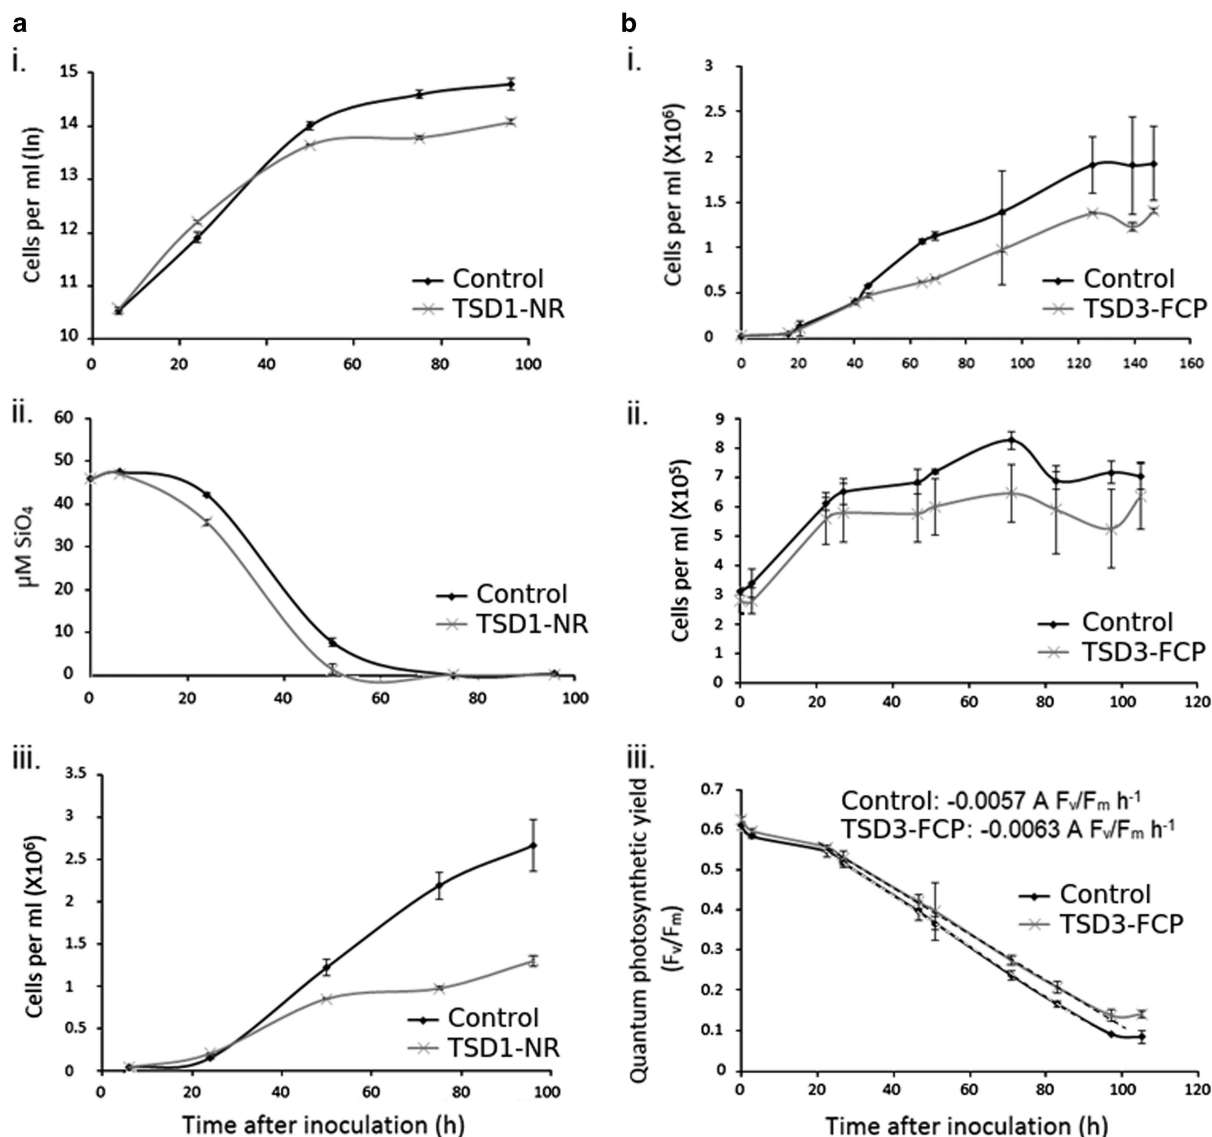 a
i.
Cells per ml (ln)
15
14
13
12
11
10
0 20 40 60 80 100
Control
TSD1-NR
ii.
µM SiO₄
60
50
40
30
20
10
0
0 20 40 60 80 100
Control
TSD1-NR
iii.
Cells per ml (X10⁶)
3.5
3
2.5
2
1.5
1
0.5
0
0 20 40 60 80 100
Control
TSD1-NR
Time after inoculation (h)
b
i.
Cells per ml (X10⁶)
3
2.5
2
1.5
1
0.5
0
0 20 40 60 80 100 120 140 160
Control
TSD3-FCP
ii.
Cells per ml (X10⁵)
9
8
7
6
5
4
3
2
1
0
0 20 40 60 80 100 120
Control
TSD3-FCP
iii.
Quantum photosynthetic yield
(Fᵥ/Fₘ)
0.7
0.6
0.5
0.4
0.3
0.2
0.1
0
0 20 40 60 80 100 120
Control: -0.0057 A Fᵥ/Fₘ h⁻¹
TSD3-FCP: -0.0063 A Fᵥ/Fₘ h⁻¹
Control
TSD3-FCP
Time after inoculation (h)